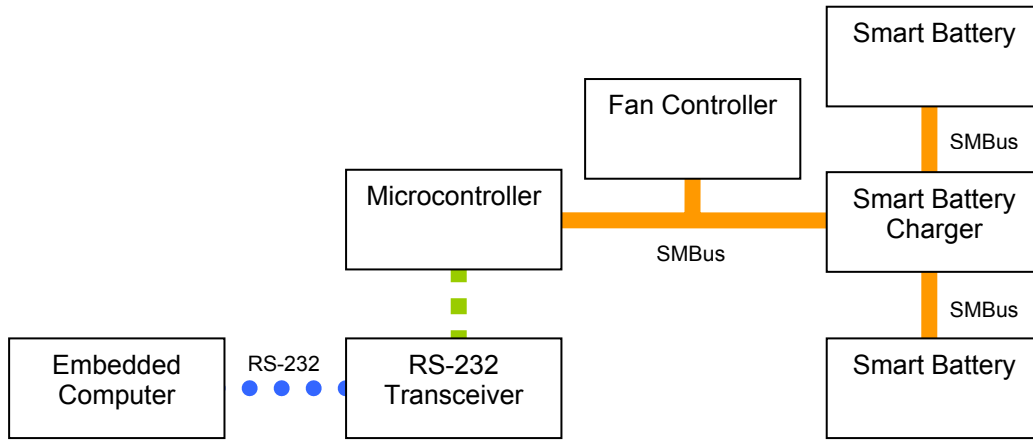 Smart Battery
Fan Controller
SMBus
Microcontroller
Smart Battery
Charger
SMBus
SMBus
Embedded
Computer
RS-232
RS-232
Transceiver
Smart Battery